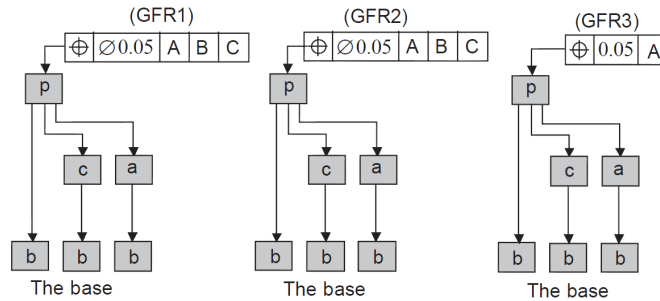 (GFR1) (GFR2) (GFR3)
⌖ ∅0.05 A B C ⌖ ∅0.05 A B C ⌖ 0.05 A
p p p
c a c a c a
b b b b b b b b b
The base The base The base